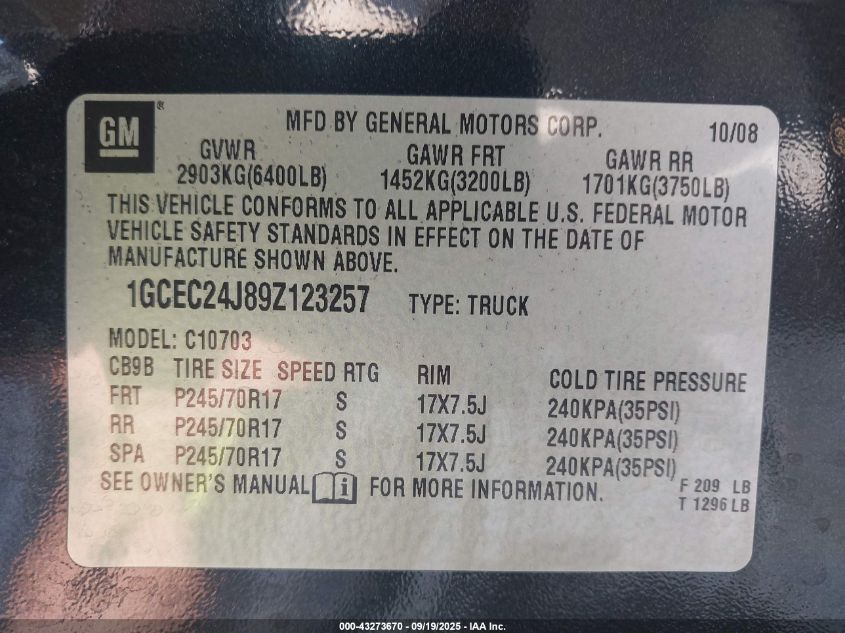 GM ®
MFD BY GENERAL MOTORS CORP. 10/08
GVWR GAWR FRT GAWR RR
2903KG(6400LB) 1452KG(3200LB) 1701KG(3750LB)
THIS VEHICLE CONFORMS TO ALL APPLICABLE U.S. FEDERAL MOTOR
VEHICLE SAFETY STANDARDS IN EFFECT ON THE DATE OF
MANUFACTURE SHOWN ABOVE.
1GCEC24J89Z123257 TYPE: TRUCK
MODEL: C10703
CB9B TIRE SIZE SPEED RTG RIM COLD TIRE PRESSURE
FRT P245/70R17 S 17X7.5J 240KPA(35PSI)
RR P245/70R17 S 17X7.5J 240KPA(35PSI)
SPA P245/70R17 S 17X7.5J 240KPA(35PSI)
SEE OWNER'S MANUAL i FOR MORE INFORMATION. F 209 LB
T 1296 LB
000-43273670 - 09/19/2025 - IAA Inc.